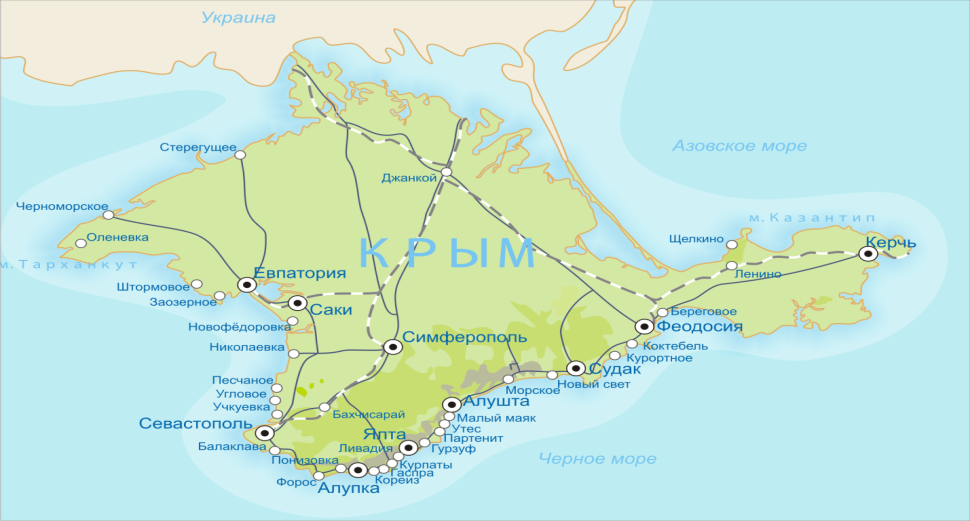 Украина
Азовское море
Стерегущее
Джанкой
Черноморское
м.Казантип
Оленевка
Щелкино
Керчь
КРЫМ
м.Тарханкут
Евпатория
Ленино
Штормовое
Заозерное
Саки
Береговое
Новофёдоровка
Феодосия
Симферополь
Николаевка
Коктебель
Курортное
Судак
Песчаное
Новый свет
Морское
Угловое
Алушта
Учкуевка
Бахчисарай
Малый маяк
Севастополь
Утес
Ялта
Партенит
Балаклава
Ливадия
Гурзуф
Понизовка
Черное море
Курпаты
Гаспра
Форос
Кореиз
Алупка